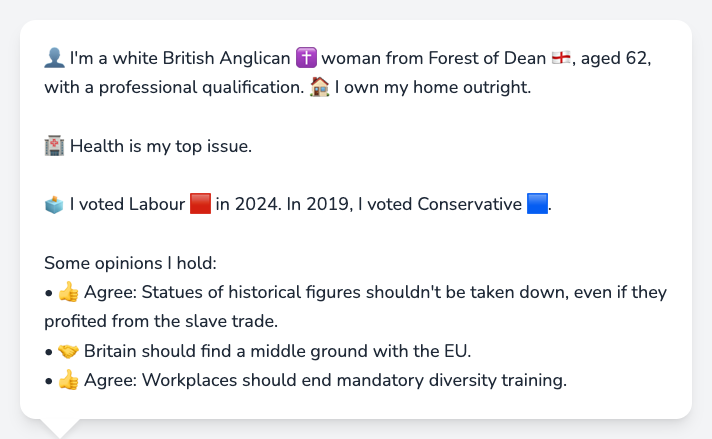 👤 I'm a white British Anglican ✝️ woman from Forest of Dean 🏴󠁧󠁢󠁥󠁮󠁧󠁿, aged 62,
with a professional qualification. 🏠 I own my home outright.
🏥 Health is my top issue.
🗳️ I voted Labour 🟥 in 2024. In 2019, I voted Conservative 🟦.
Some opinions I hold:
• 👍 Agree: Statues of historical figures shouldn't be taken down, even if they
profited from the slave trade.
• 🤝 Britain should find a middle ground with the EU.
• 👍 Agree: Workplaces should end mandatory diversity training.